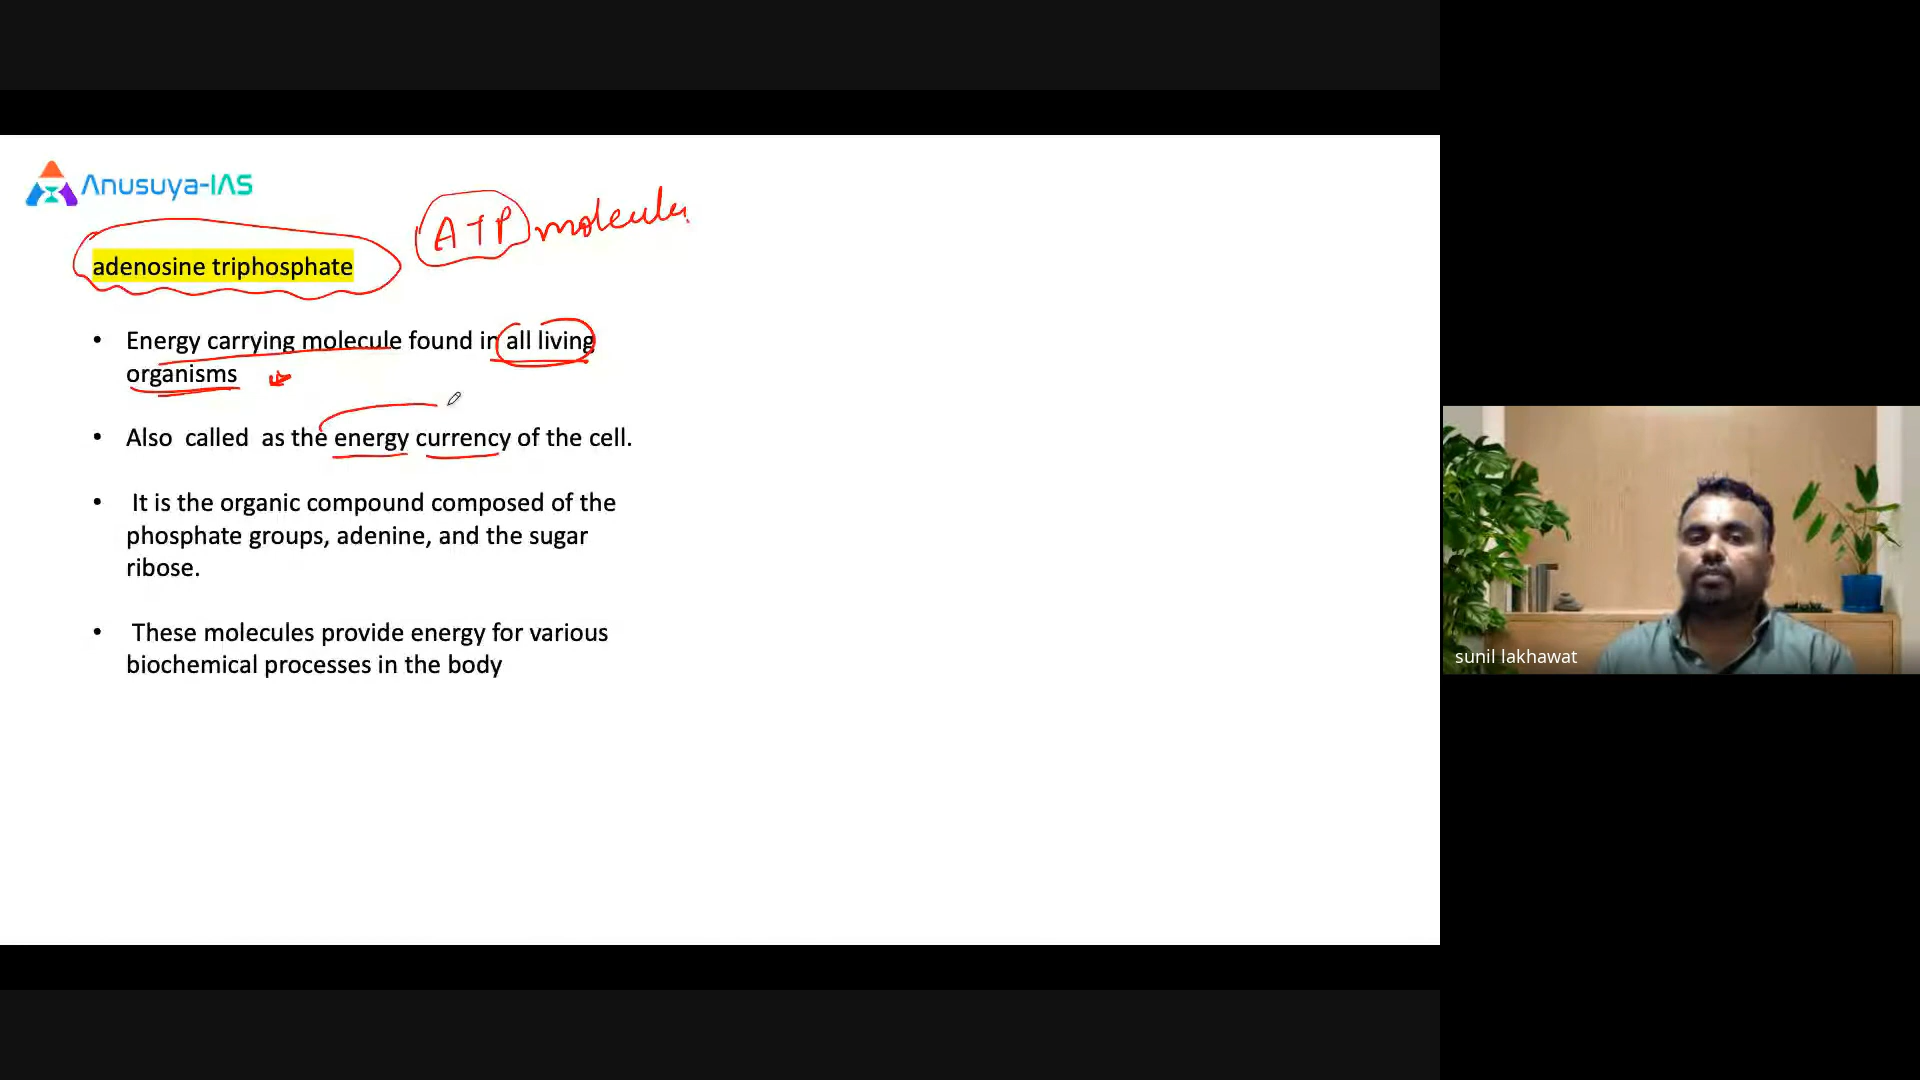 Anusuya-IAS
ATP molecule
adenosine triphosphate
• Energy carrying molecule found in all living
organisms
• Also called as the energy currency of the cell.
• It is the organic compound composed of the
phosphate groups, adenine, and the sugar
ribose.
• These molecules provide energy for various
biochemical processes in the body
sunil lakhawat